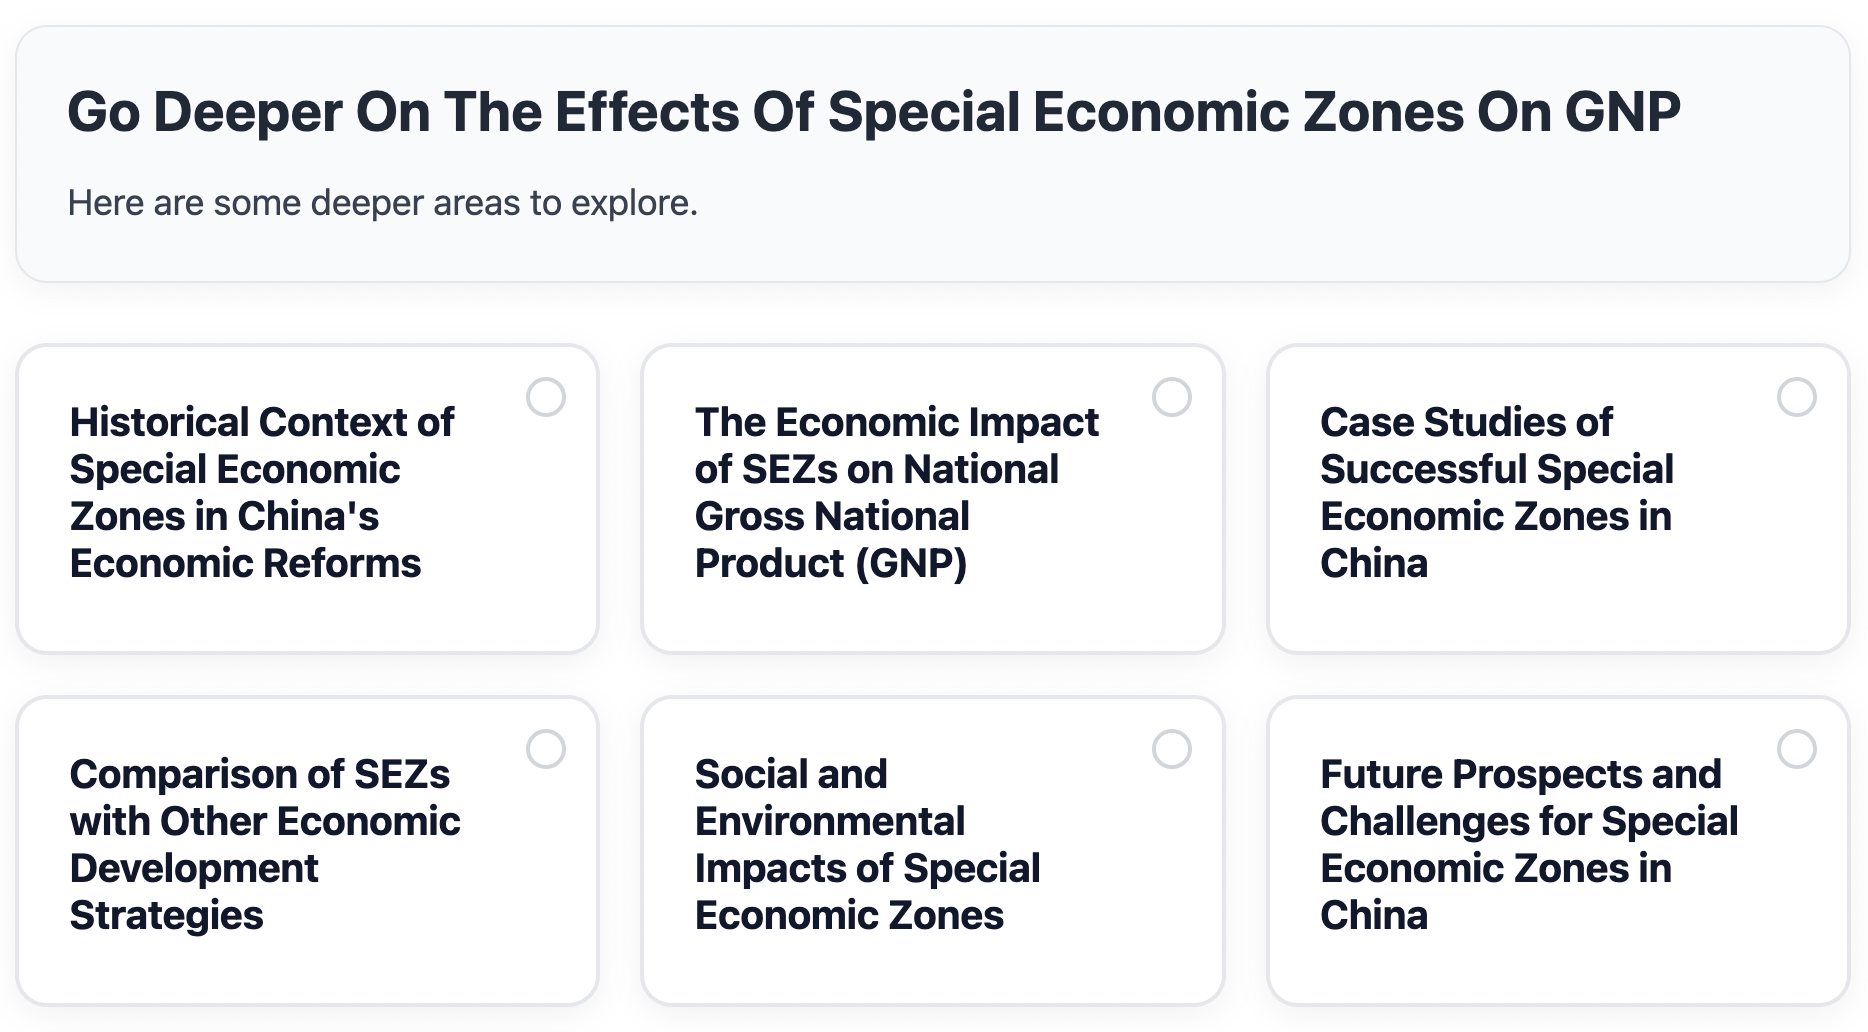 Go Deeper On The Effects Of Special Economic Zones On GNP
Here are some deeper areas to explore.
Historical Context of
Special Economic
Zones in China's
Economic Reforms
The Economic Impact
of SEZs on National
Gross National
Product (GNP)
Case Studies of
Successful Special
Economic Zones in
China
Comparison of SEZs
with Other Economic
Development
Strategies
Social and
Environmental
Impacts of Special
Economic Zones
Future Prospects and
Challenges for Special
Economic Zones in
China